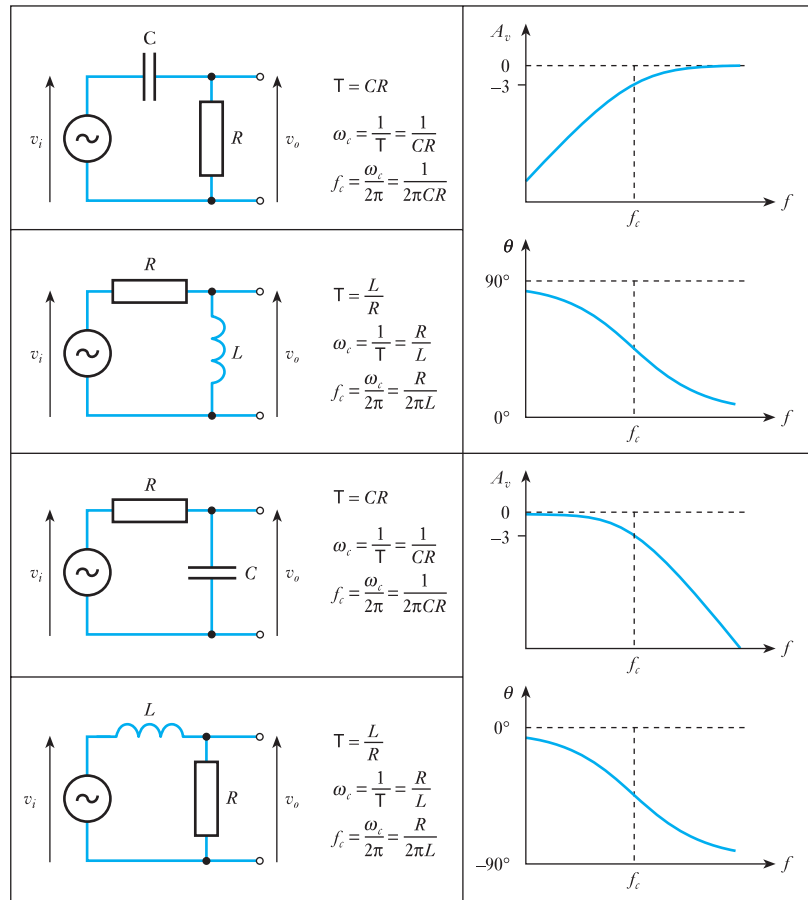 C
v_i
R
v_o
T = CR
ω_c = 1/T = 1/CR
f_c = ω_c/2π = 1/2πCR
A_v
0
−3
f_c
f
R
v_i
L
v_o
T = L/R
ω_c = 1/T = R/L
f_c = ω_c/2π = R/2πL
θ
90°
0°
f_c
f
R
v_i
C
v_o
T = CR
ω_c = 1/T = 1/CR
f_c = ω_c/2π = 1/2πCR
A_v
0
−3
f_c
f
L
v_i
R
v_o
T = L/R
ω_c = 1/T = R/L
f_c = ω_c/2π = R/2πL
θ
0°
−90°
f_c
f